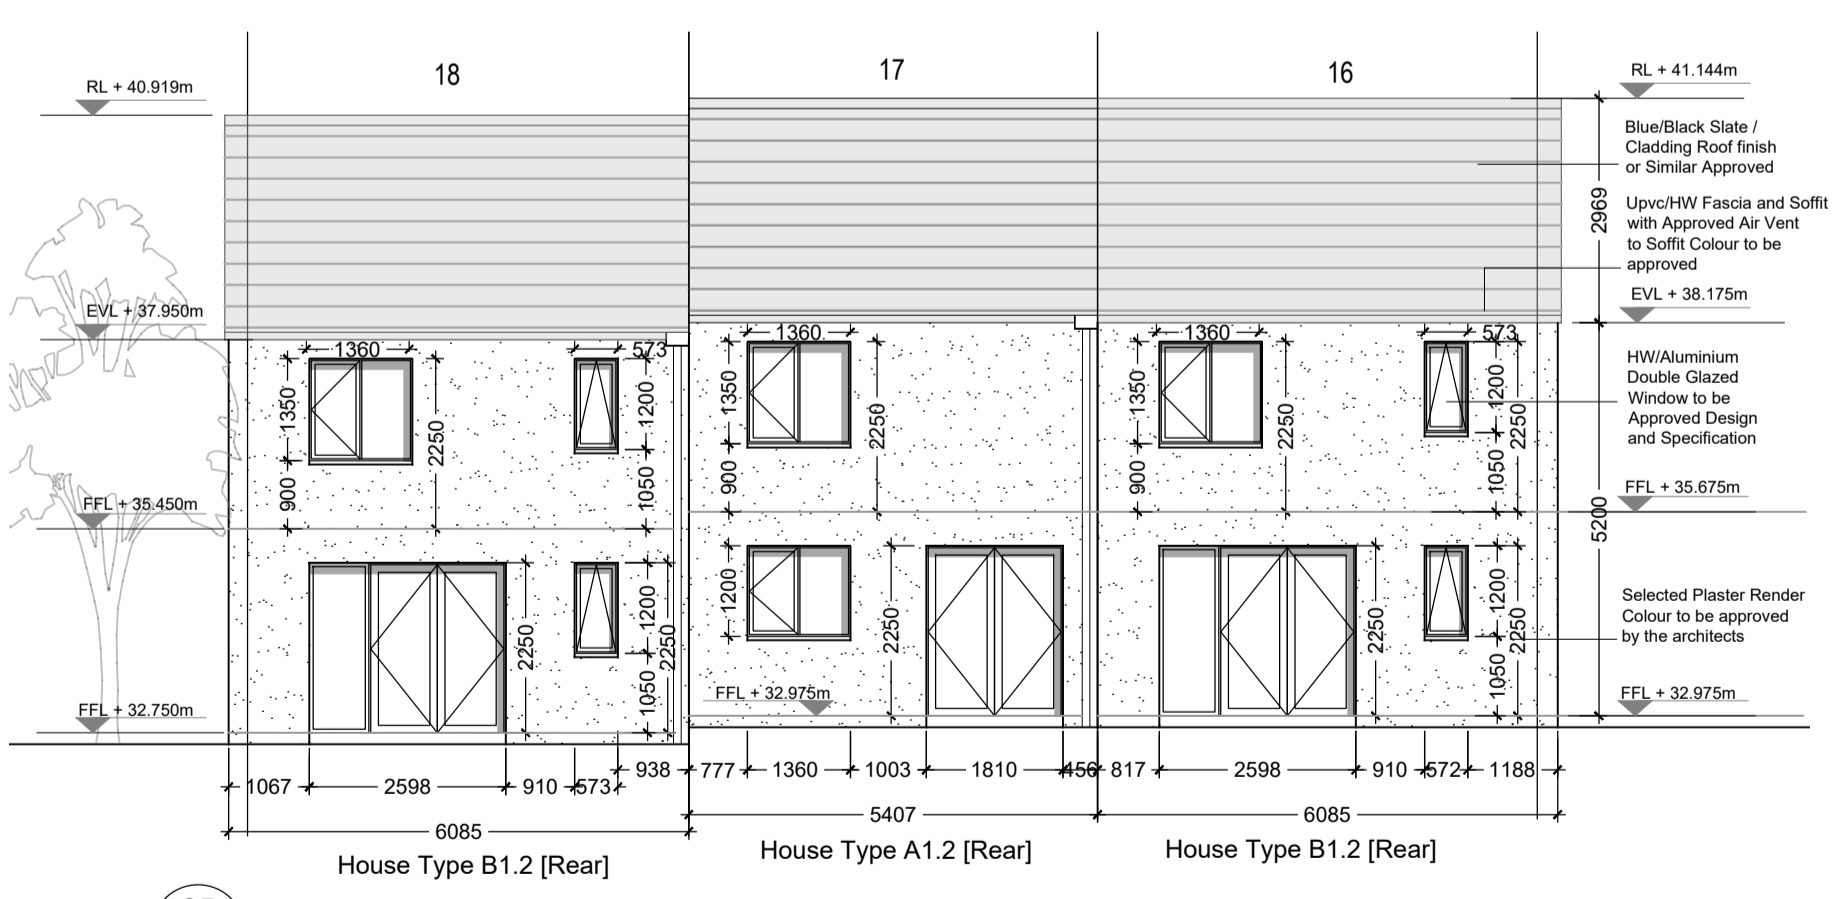 18
17
16
RL + 40.919m
RL + 41.144m
Blue/Black Slate /
Cladding Roof finish
or Similar Approved
2969
Upvc/HW Fascia and Soffit
with Approved Air Vent
to Soffit Colour to be
approved
EVL + 37.950m
EVL + 38.175m
1360
573
1350
900
2250
1200
1050
1360
1350
900
2250
1360
573
1350
900
2250
1200
1050
2250
HW/Aluminium
Double Glazed
Window to be
Approved Design
and Specification
FFL + 35.450m
FFL + 35.675m
5200
2250
1200
1050
2250
1200
2250
2250
1200
1050
2250
Selected Plaster Render
Colour to be approved
by the architects
FFL + 32.750m
FFL + 32.975m
FFL + 32.975m
1067
2598
910
573
938
777
1360
1003
1810
456
817
2598
910
572
1188
6085
5407
6085
House Type B1.2 [Rear]
House Type A1.2 [Rear]
House Type B1.2 [Rear]